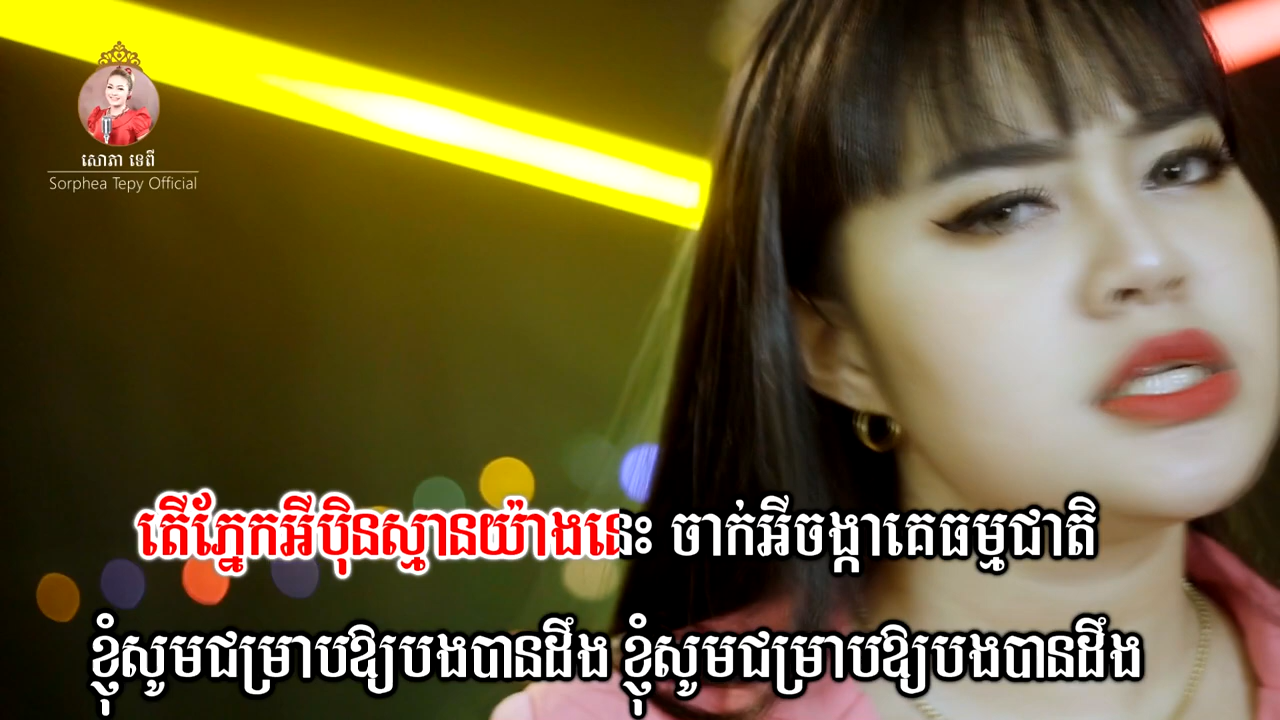 សោភា ទេពី
Sorphea Tepy Official
តើភ្នែកអីប៉ិនស្មានយ៉ាងនេះ ចាក់អីចង្កាគេធម្មជាតិ
ខ្ញុំសូមជម្រាបឱ្យបងបានដឹង ខ្ញុំសូមជម្រាបឱ្យបងបានដឹង